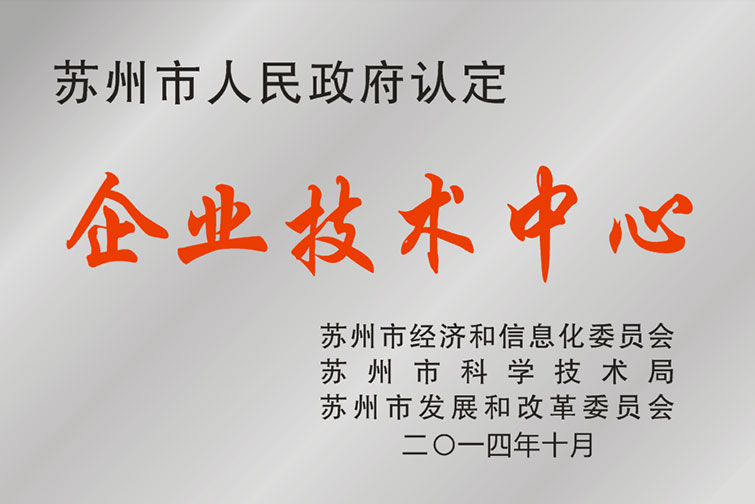 苏州市人民政府认定
企业技术中心
苏州市经济和信息化委员会
苏州市科学技术局
苏州市发展和改革委员会
二〇一四年十月